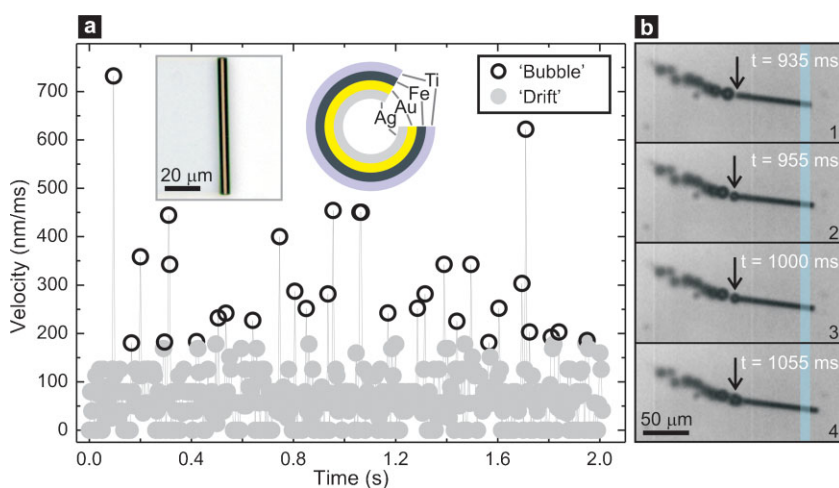 a
Velocity (nm/ms)
700
600
500
400
300
200
100
0
0.0
0.4
0.8
1.2
1.6
2.0
Time (s)
20 μm
Ti
Fe
Au
Ag
'Bubble'
'Drift'
b
t = 935 ms
1
t = 955 ms
2
t = 1000 ms
3
t = 1055 ms
50 μm
4